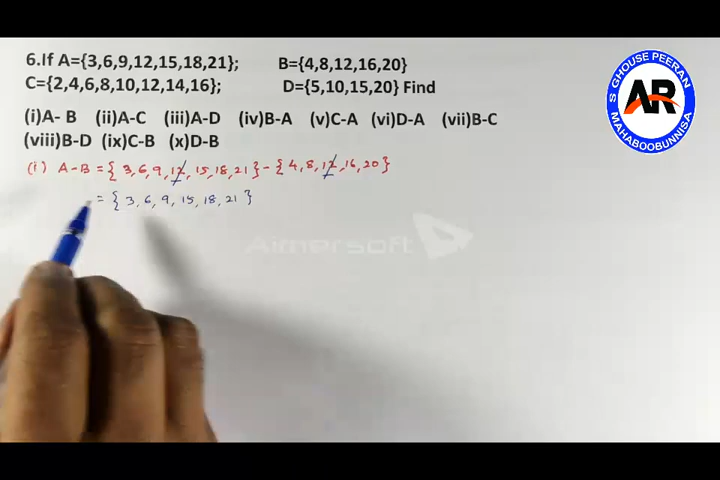 6.If A={3,6,9,12,15,18,21}; B={4,8,12,16,20}
C={2,4,6,8,10,12,14,16}; D={5,10,15,20} Find
(i)A- B (ii)A-C (iii)A-D (iv)B-A (v)C-A (vi)D-A (vii)B-C
(viii)B-D (ix)C-B (x)D-B
(i) A-B = { 3,6,9,12,15,18,21} - {4,8,12,16,20}
= { 3,6,9,15,18,21 }
S GHOUSE PEERAN
AR
MAHABOOBUNNISA
Aimersoft